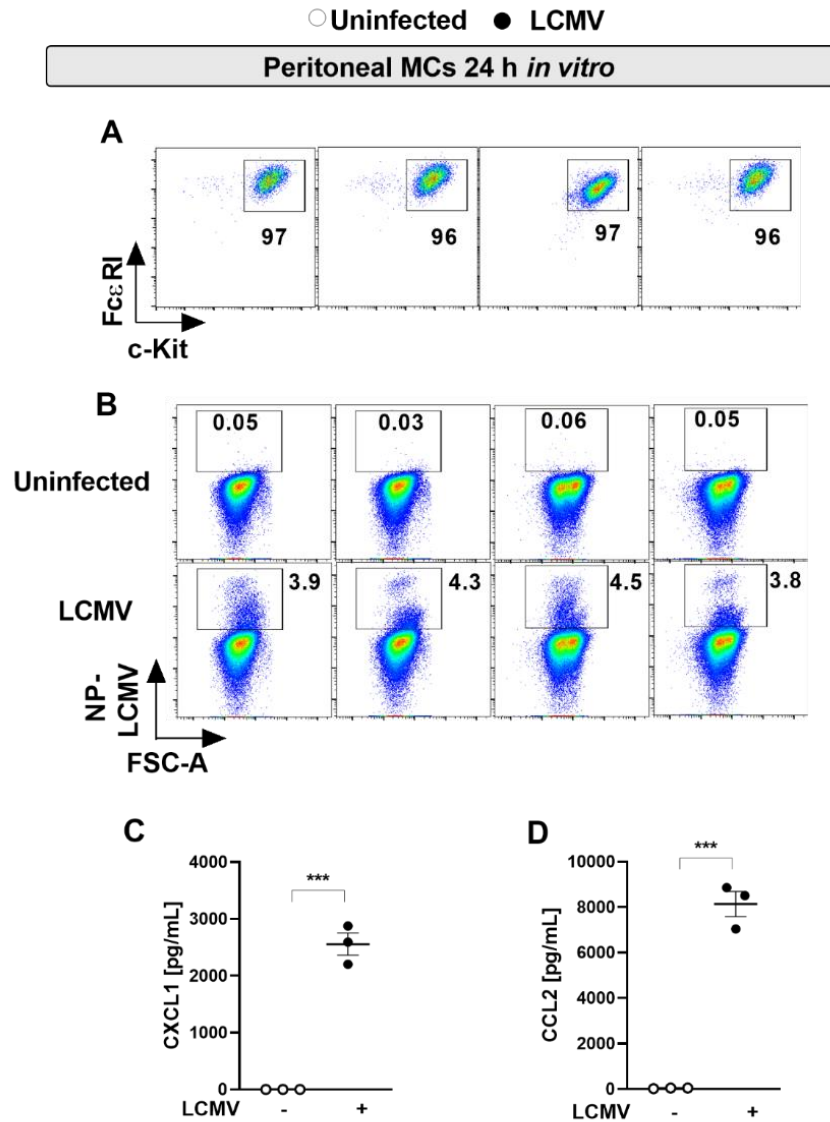 Uninfected LCMV
Peritoneal MCs 24 h in vitro
A
97 96 97 96
FcεRI
c-Kit
B
0.05 0.03 0.06 0.05
Uninfected
3.9 4.3 4.5 3.8
LCMV
NP-
LCMV
FSC-A
C
CXCL1 [pg/mL]
4000
3000
2000
1000
0
***
LCMV - +
D
CCL2 [pg/mL]
10000
8000
6000
4000
2000
0
***
LCMV - +